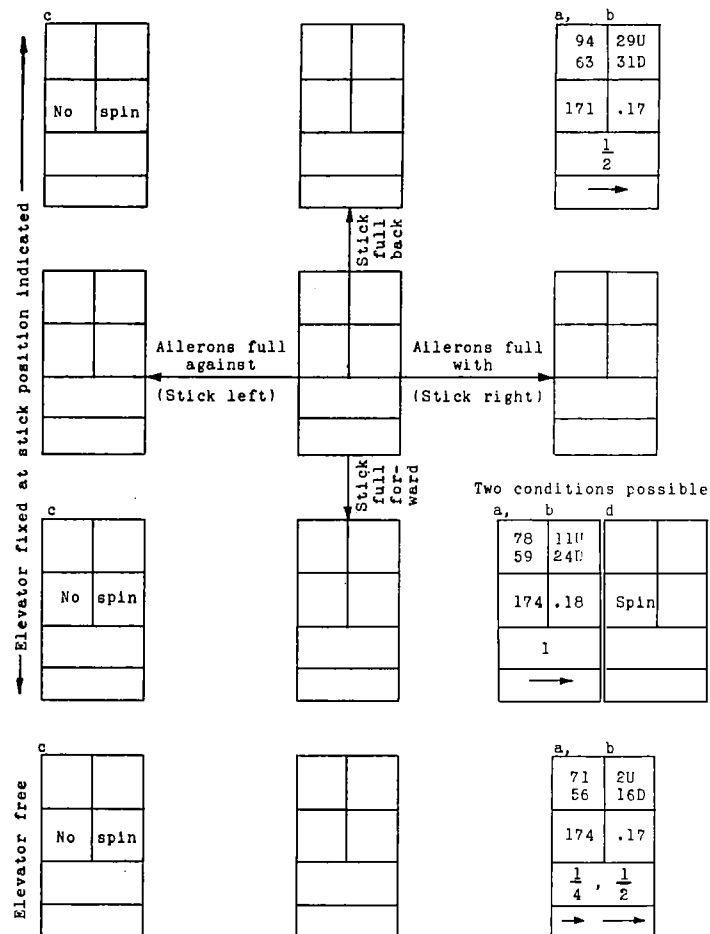 c
a, b
94 29U
63 31D
No spin
171 .17
1/2
Elevator fixed at stick position indicated
Stick full back
Ailerons full against
(Stick left)
Ailerons full with
(Stick right)
Stick full for-ward
Two conditions possible
c
a, b d
78 11U
59 24D
No spin
174 .18 Spin
1
Elevator free
c
a, b
71 2U
56 16D
No spin
174 .17
1/4 , 1/2